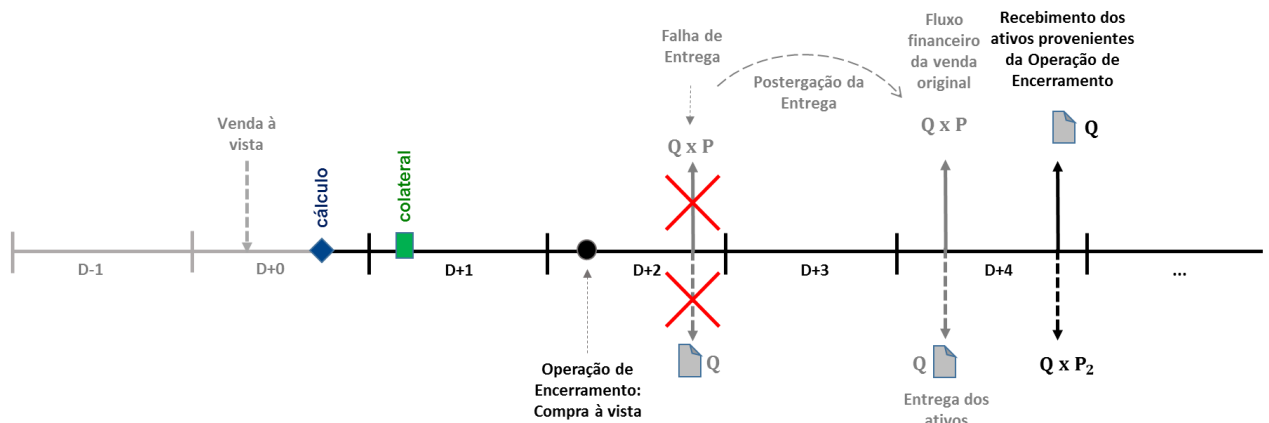 Falha de
Entrega
Fluxo
financeiro
da venda
original
Recebimento dos
ativos provenientes
da Operação de
Encerramento
Postergação da
Entrega
Venda à
vista
Q x P
Q x P
Q
cálculo
colateral
D-1
D+0
D+1
D+2
D+3
D+4
...
Q
Q
Q x P₂
Operação de
Encerramento:
Compra à vista
Entrega dos
ativos